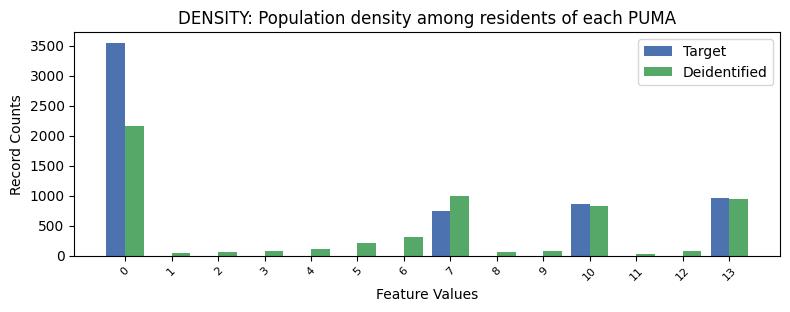 DENSITY: Population density among residents of each PUMA
Target
Deidentified
Record Counts
3500
3000
2500
2000
1500
1000
500
0
0 1 2 3 4 5 6 7 8 9 10 11 12 13
Feature Values